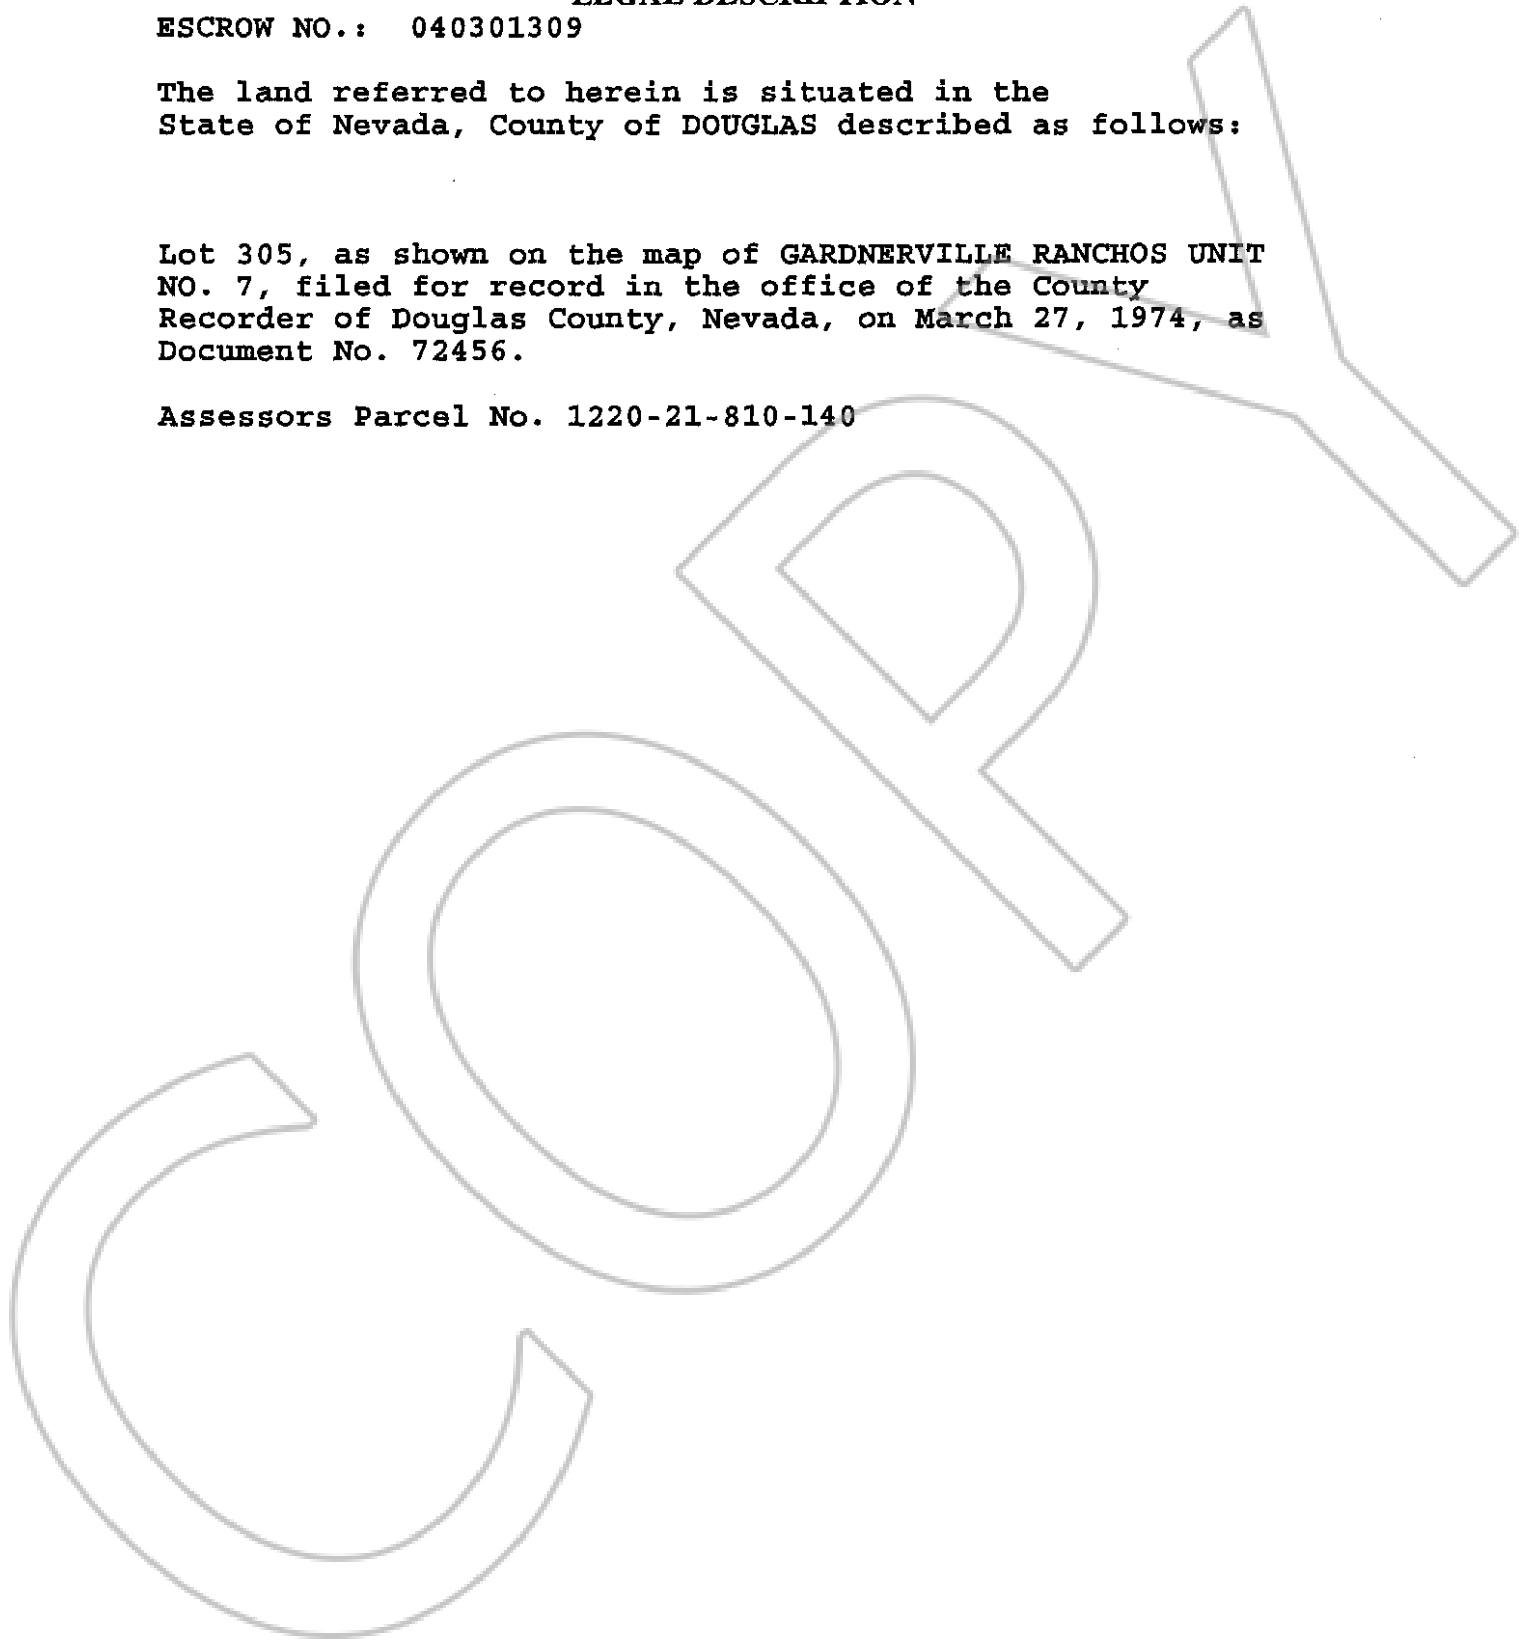 LEGAL DESCRIPTION
ESCROW NO.: 040301309
The land referred to herein is situated in the
State of Nevada, County of DOUGLAS described as follows:
Lot 305, as shown on the map of GARDNERVILLE RANCHOS UNIT
NO. 7, filed for record in the office of the County
Recorder of Douglas County, Nevada, on March 27, 1974, as
Document No. 72456.
Assessors Parcel No. 1220-21-810-140
COPY